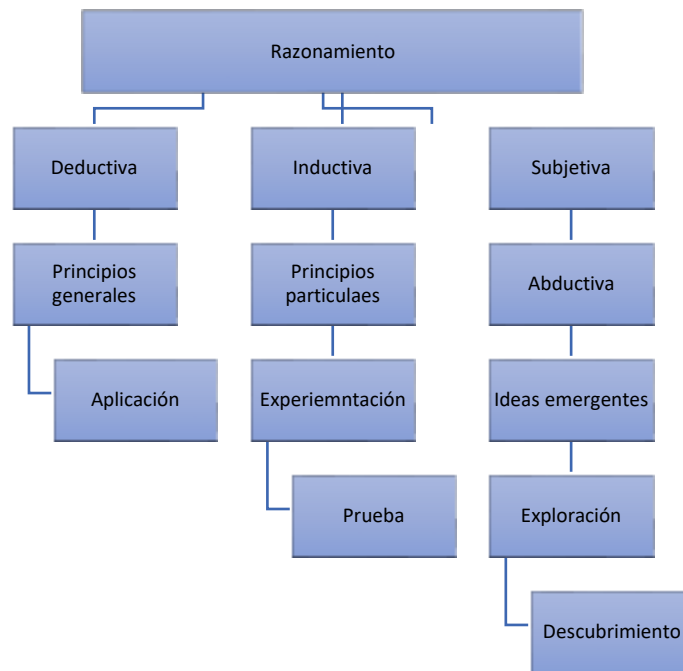 Razonamiento
Deductiva
Inductiva
Subjetiva
Principios
generales
Principios
particulaes
Abductiva
Aplicación
Experiemntación
Ideas emergentes
Prueba
Exploración
Descubrimiento